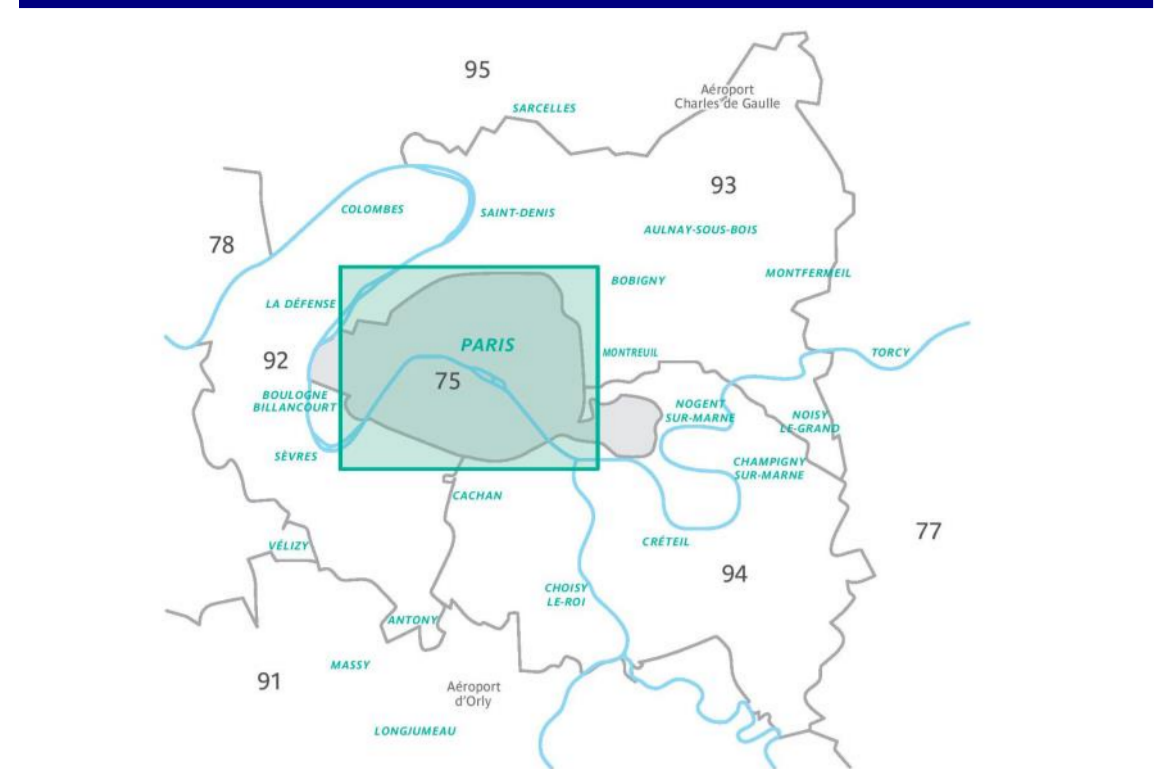 95
SARCELLES
Aéroport
Charles de Gaulle
93
COLOMBES
SAINT-DENIS
AULNAY-SOUS-BOIS
78
MONTFERMEIL
BOBIGNY
LA DÉFENSE
PARIS
MONTREUIL
TORCY
92
75
BOULOGNE
BILLANCOURT
NOGENT
SUR-MARNE
NOISY
LE-GRAND
SÈVRES
CHAMPIGNY
SUR-MARNE
CACHAN
77
VÉLIZY
CRÉTEIL
94
CHOISY
LE-ROI
ANTONY
MASSY
91
Aéroport
d'Orly
LONGJUMEAU